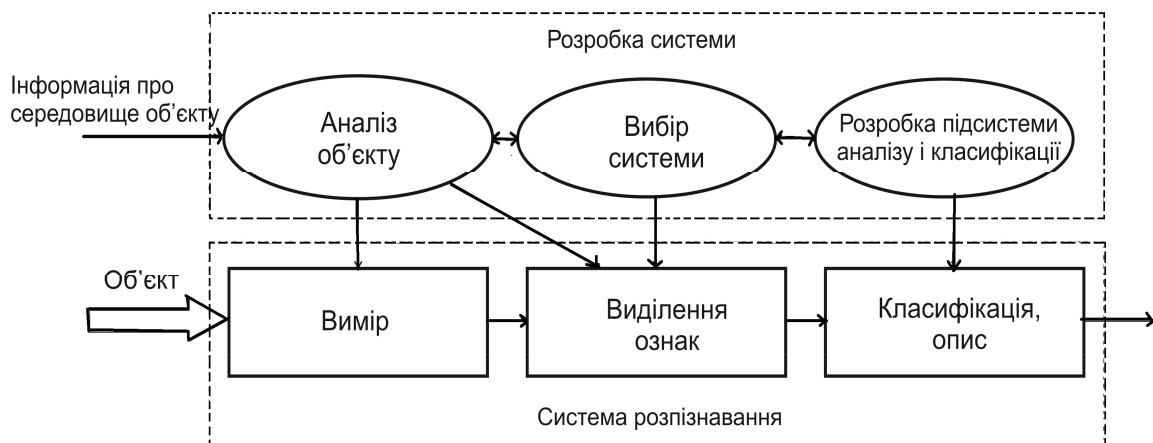 Розробка системи
Інформація про
середовище об’єкту
Аналіз
об’єкту
Вибір
системи
Розробка підсистеми
аналізу і класифікації
Об’єкт
Вимір
Виділення
ознак
Класифікація,
опис
Система розпізнавання